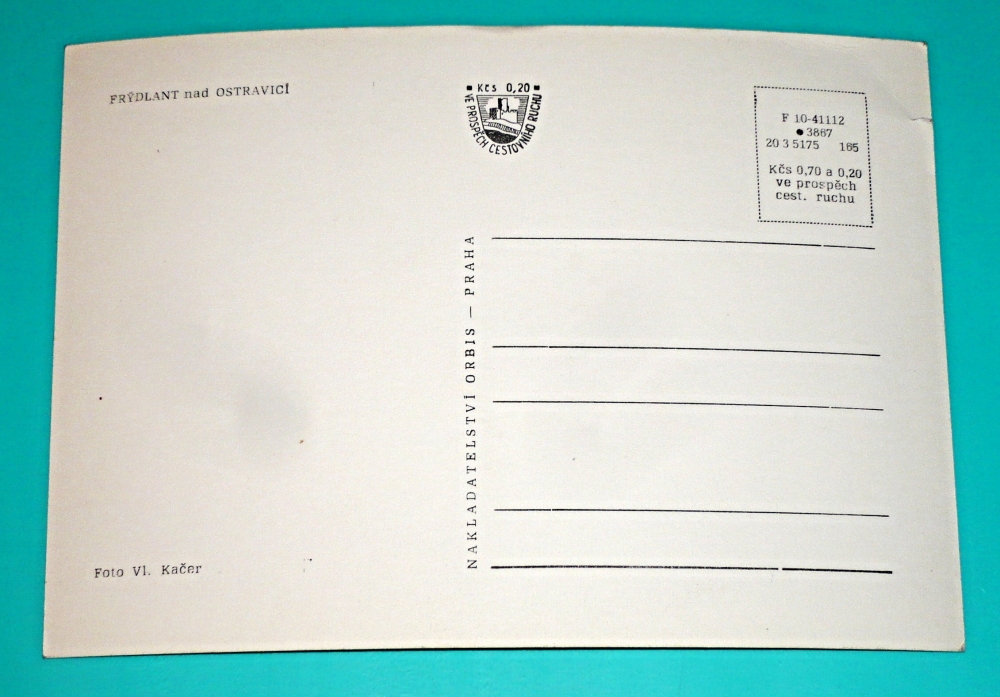 FRÝDLANT nad OSTRAVICÍ
Kčs 0,20
VE PROSPĚCH CESTOVNÍHO RUCHU
F 10-41112
● 3867
20 3 5175 165
Kčs 0,70 a 0,20
ve prospěch
cest. ruchu
NAKLADATELSTVÍ ORBIS — PRAHA
Foto Vl. Kačer